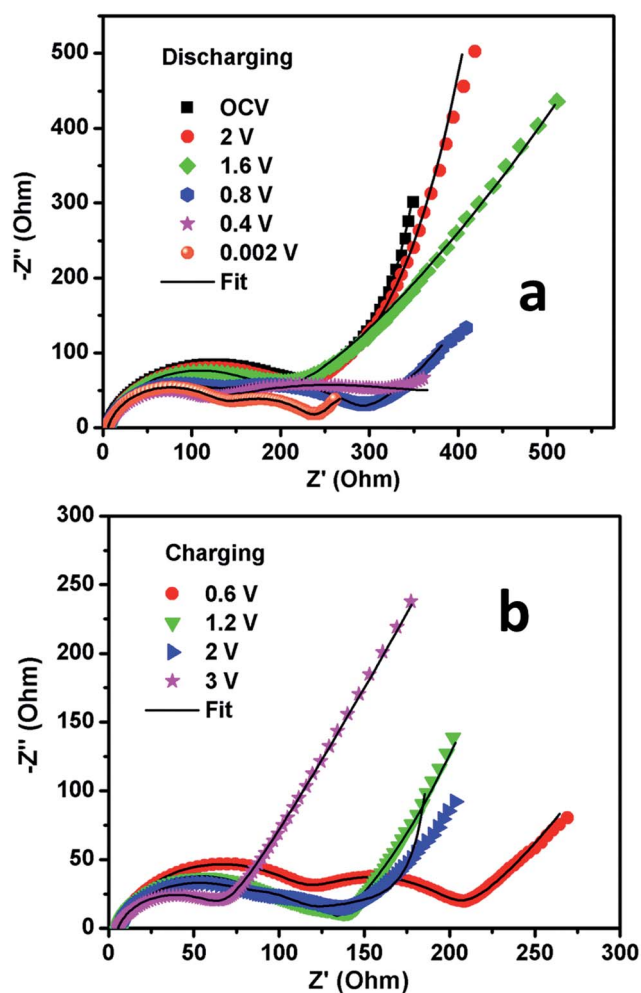 500
400
300
200
100
0
-Z'' (Ohm)
Discharging
OCV
2 V
1.6 V
0.8 V
0.4 V
0.002 V
Fit
a
0 100 200 300 400 500
Z' (Ohm)
300
250
200
150
100
50
0
-Z'' (Ohm)
Charging
0.6 V
1.2 V
2 V
3 V
Fit
b
0 50 100 150 200 250 300
Z' (Ohm)